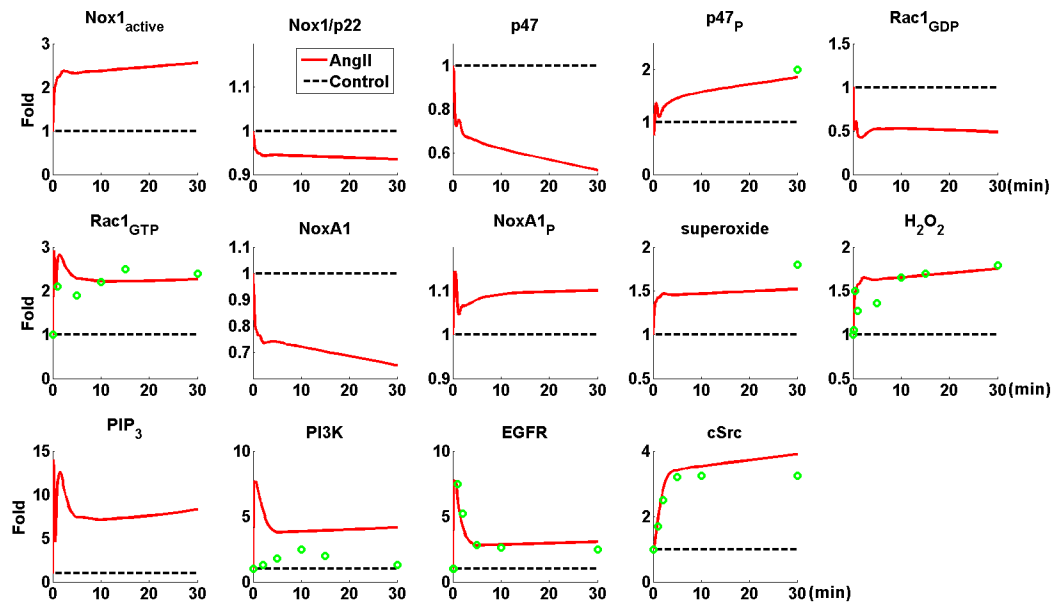 Nox1active Nox1/p22 p47 p47P Rac1GDP
AngII
Control
Fold
3
2
1
0
0 10 20 30
1.1
1
0.9
0 10 20 30
1
0.8
0.6
0 10 20 30
2
1
0
0 10 20 30
1.5
1
0.5
0
0 10 20 30 (min)
Rac1GTP NoxA1 NoxA1P superoxide H2O2
Fold
3
2
1
0
0 10 20 30
1.1
1
0.9
0.8
0.7
0 10 20 30
1.1
1
0.9
0 10 20 30
2
1.5
1
0.5
0 10 20 30
2
1.5
1
0.5
0 10 20 30 (min)
PIP3 PI3K EGFR cSrc
Fold
15
10
5
0
0 10 20 30
10
5
0
0 10 20 30
10
5
0
0 10 20 30
4
2
0
0 10 20 30 (min)